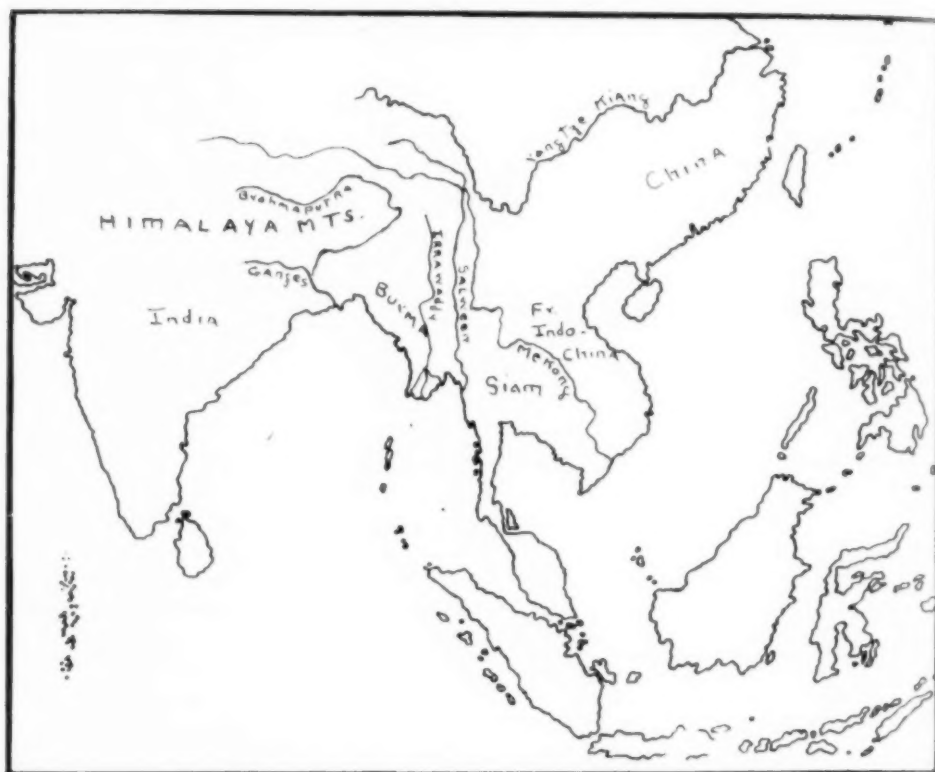 Yangtze Kiang
China
Brahmaputra
HIMALAYA MTS.
Ganges
India
Burma
IRRAWADDY
SALWEEN
Fr.
Indo-
China
Mekong
Siam